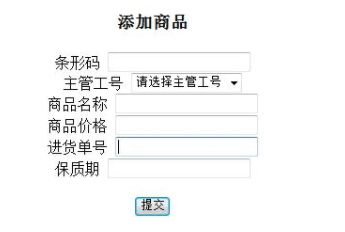 添加商品
条形码
主管工号 请选择主管工号
商品名称
商品价格
进货单号
保质期
提交